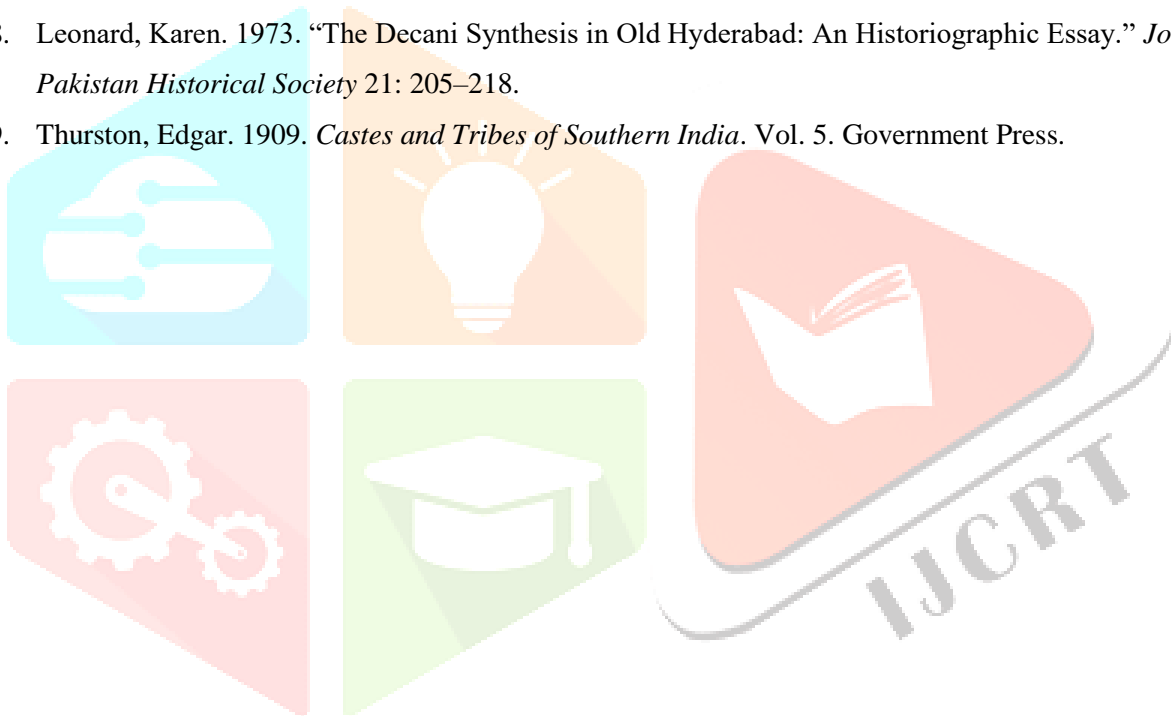 . Leonard, Karen. 1973. “The Decani Synthesis in Old Hyderabad: An Historiographic Essay.” Jo
Pakistan Historical Society 21: 205–218.
. Thurston, Edgar. 1909. Castes and Tribes of Southern India. Vol. 5. Government Press.
IJCRT